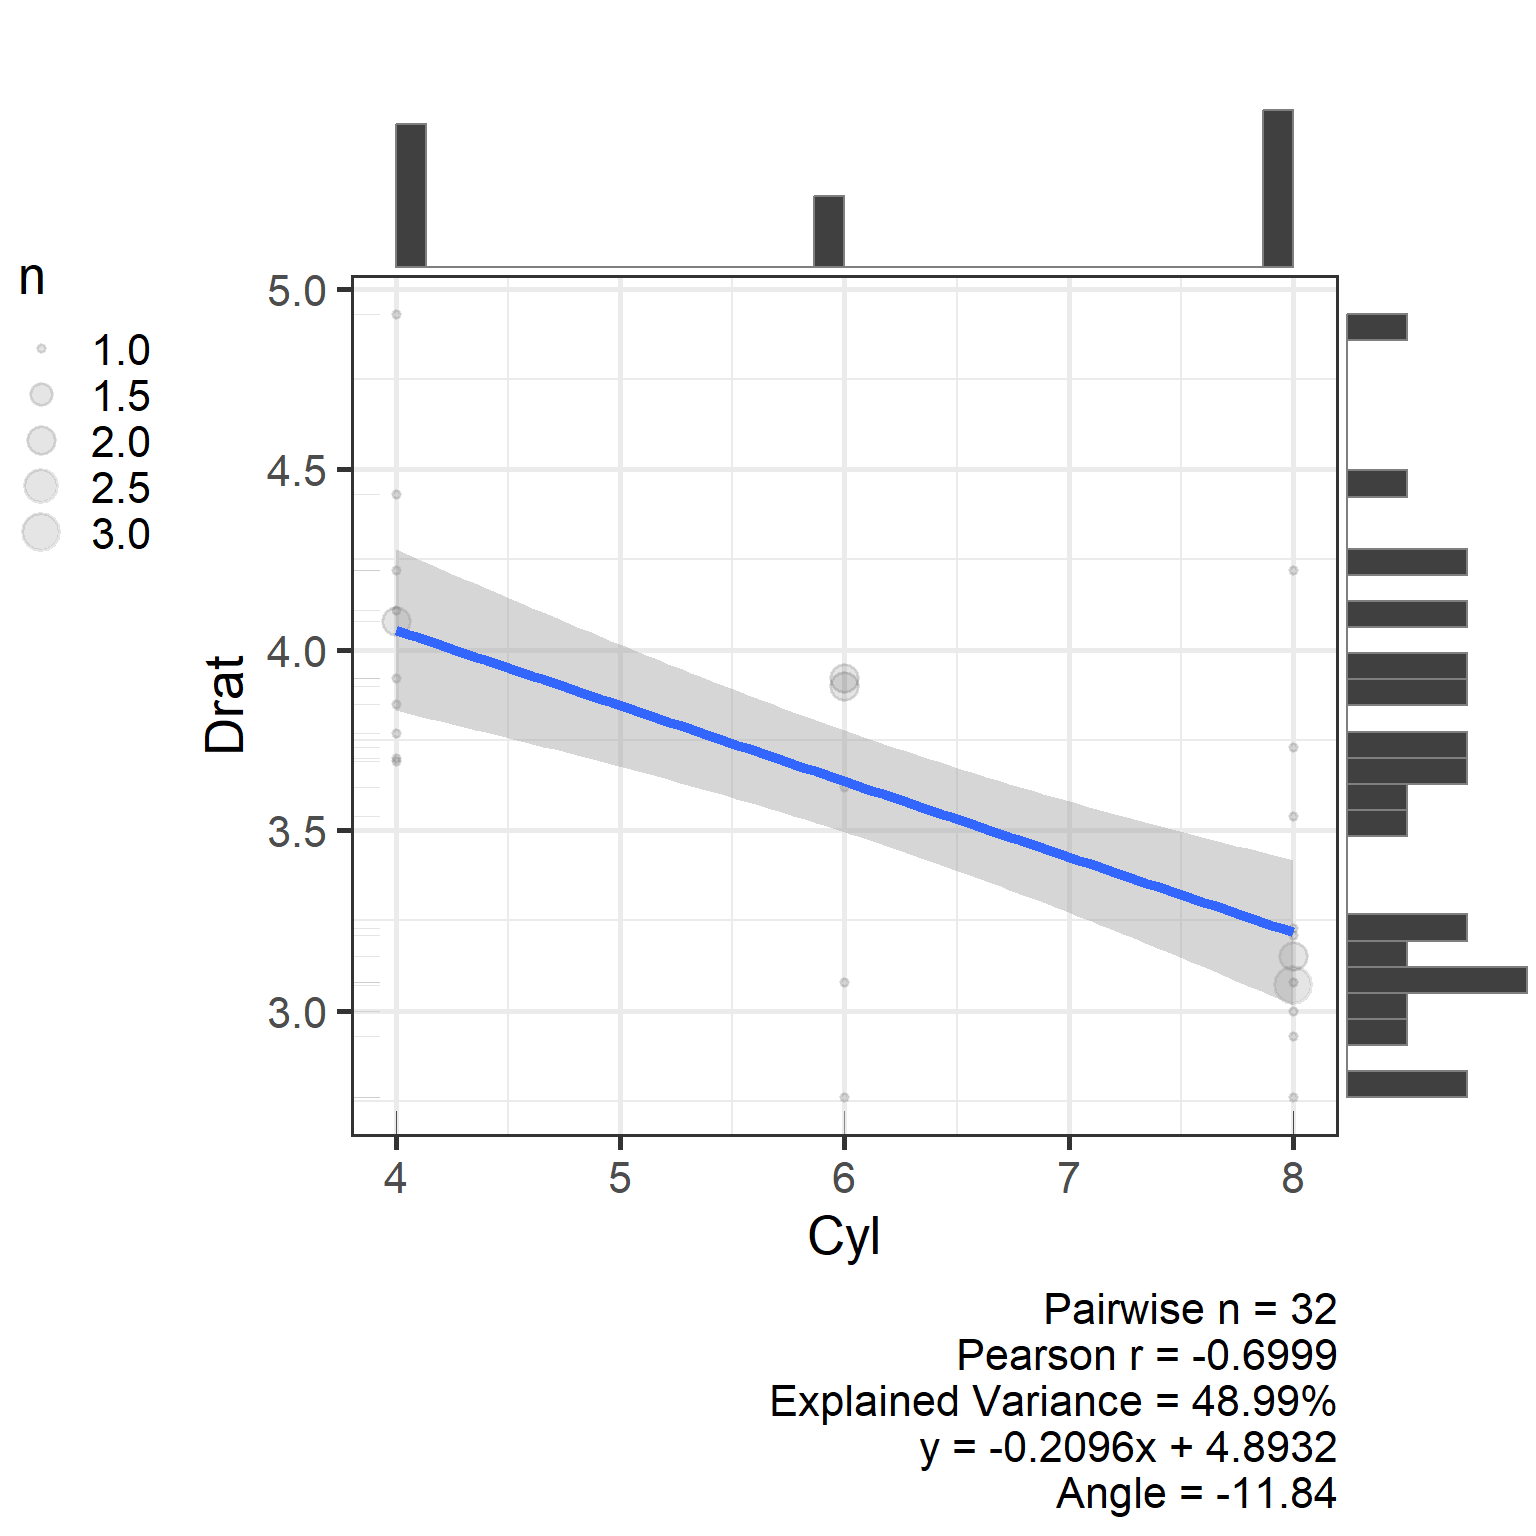 n
1.0
1.5
2.0
2.5
3.0
5.0
4.5
4.0
3.5
3.0
Drat
4 5 6 7 8
Cyl
Pairwise n = 32
Pearson r = -0.6999
Explained Variance = 48.99%
y = -0.2096x + 4.8932
Angle = -11.84